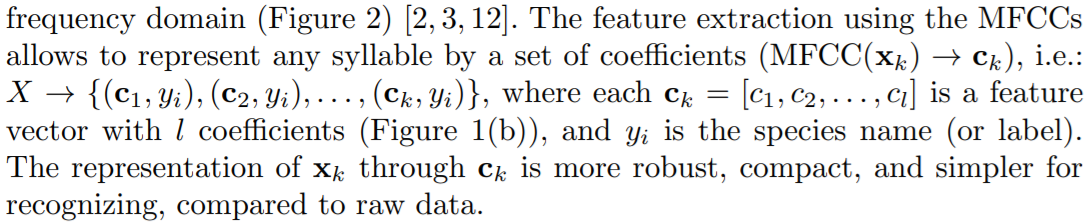 frequency domain (Figure 2) [2, 3, 12]. The feature extraction using the MFCCs
allows to represent any syllable by a set of coefficients (MFCC(𝐱ₖ) → 𝐜ₖ), i.e.:
X → {(𝐜₁, yᵢ), (𝐜₂, yᵢ), . . . , (𝐜ₖ, yᵢ)}, where each 𝐜ₖ = [c₁, c₂, . . . , cₗ] is a feature
vector with l coefficients (Figure 1(b)), and yᵢ is the species name (or label).
The representation of 𝐱ₖ through 𝐜ₖ is more robust, compact, and simpler for
recognizing, compared to raw data.